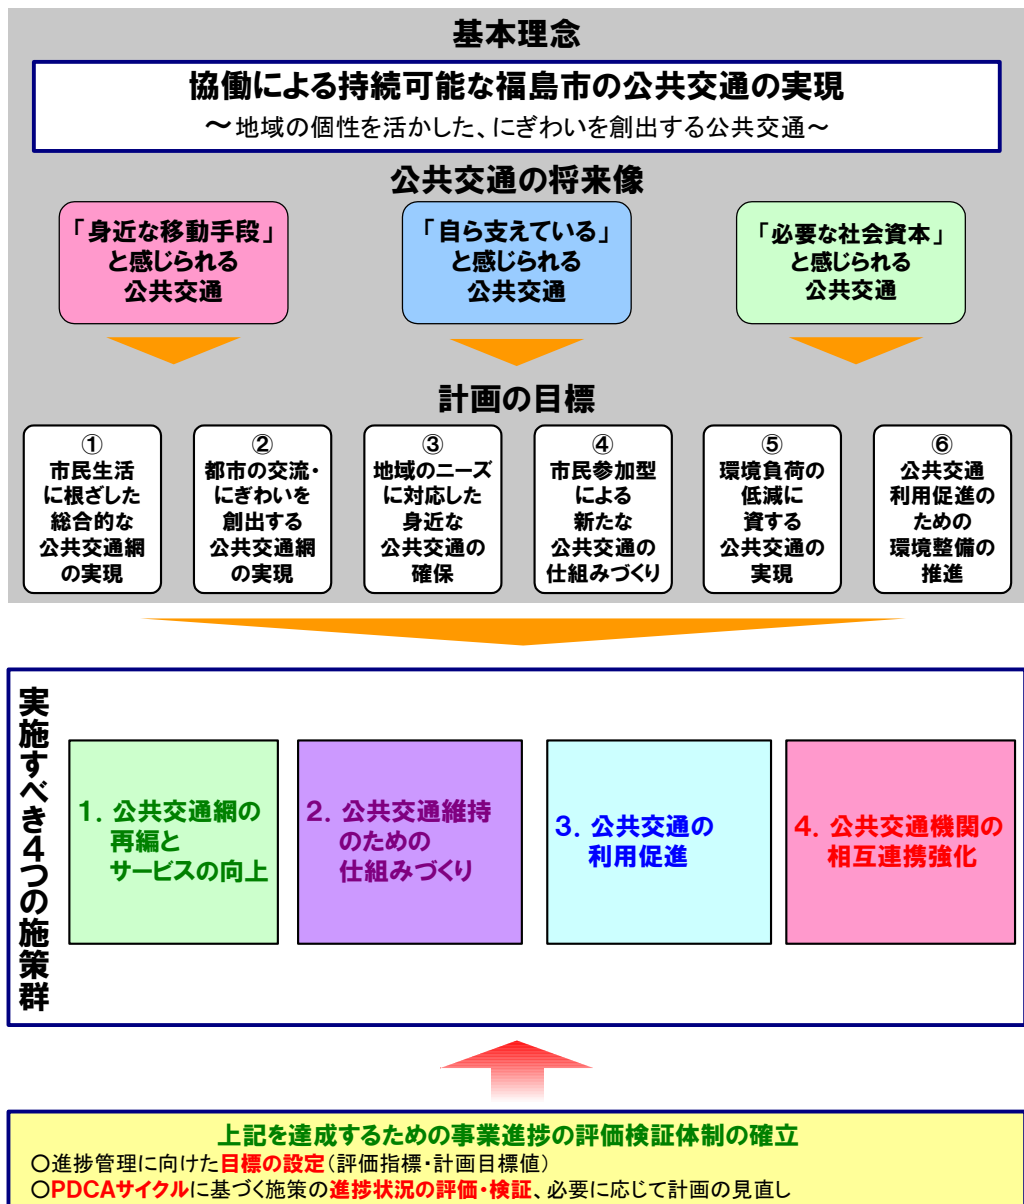 基本理念
協働による持続可能な福島市の公共交通の実現
～地域の個性を活かした、にぎわいを創出する公共交通～
公共交通の将来像
「身近な移動手段」
と感じられる
公共交通
「自ら支えている」
と感じられる
公共交通
「必要な社会資本」
と感じられる
公共交通
計画の目標
①
市民生活
に根ざした
総合的な
公共交通網
の実現
②
都市の交流・
にぎわいを
創出する
公共交通網
の実現
③
地域のニーズ
に対応した
身近な
公共交通の
確保
④
市民参加型
による
新たな
公共交通の
仕組みづくり
⑤
環境負荷の
低減に
資する
公共交通の
実現
⑥
公共交通
利用促進の
ための
環境整備の
推進
実施すべき４つの施策群
１．公共交通網の
再編と
サービスの向上
２．公共交通維持
のための
仕組みづくり
３．公共交通の
利用促進
４．公共交通機関の
相互連携強化
上記を達成するための事業進捗の評価検証体制の確立
○進捗管理に向けた目標の設定（評価指標・計画目標値）
○PDCAサイクルに基づく施策の進捗状況の評価・検証、必要に応じて計画の見直し